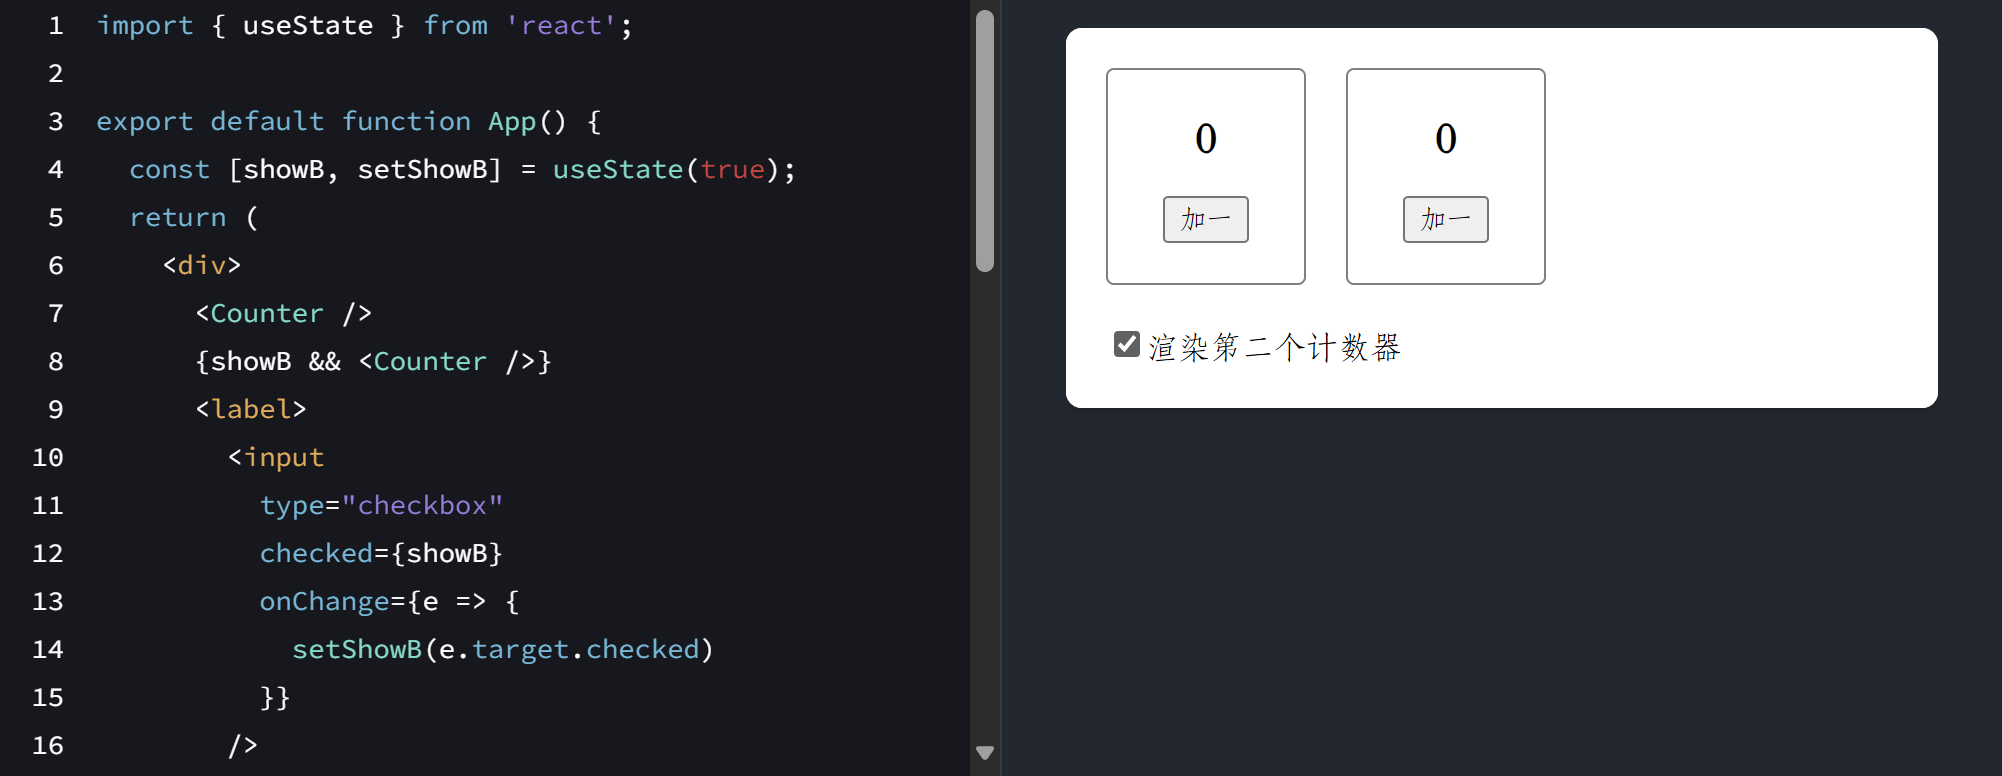 1 import { useState } from 'react';
2
3 export default function App() {
4   const [showB, setShowB] = useState(true);
5   return (
6     <div>
7       <Counter />
8       {showB && <Counter />}
9       <label>
10         <input
11           type="checkbox"
12           checked={showB}
13           onChange={e => {
14             setShowB(e.target.checked)
15           }}
16         />
0 0
加一 加一
渲染第二个计数器